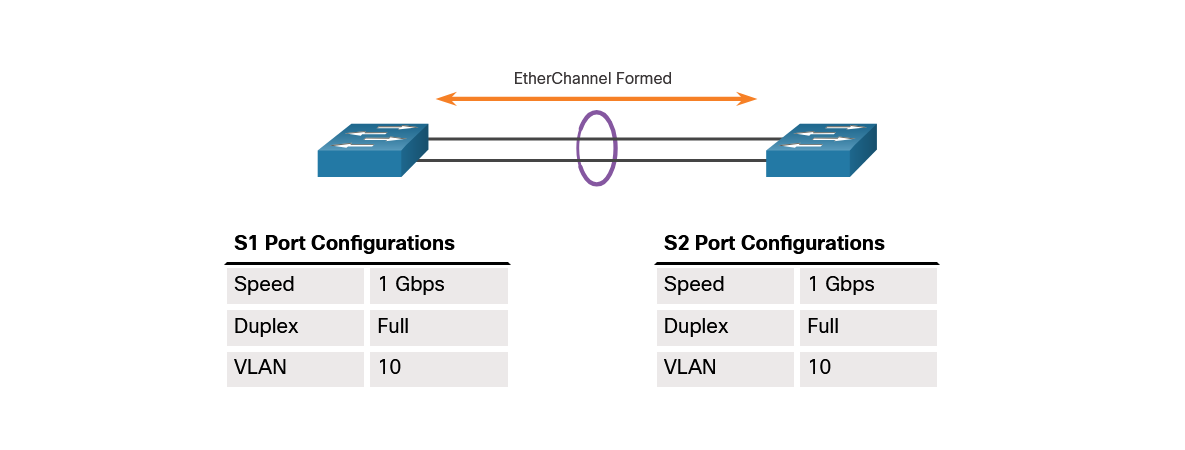 EtherChannel Formed
S1 Port Configurations
Speed 1 Gbps
Duplex Full
VLAN 10
S2 Port Configurations
Speed 1 Gbps
Duplex Full
VLAN 10